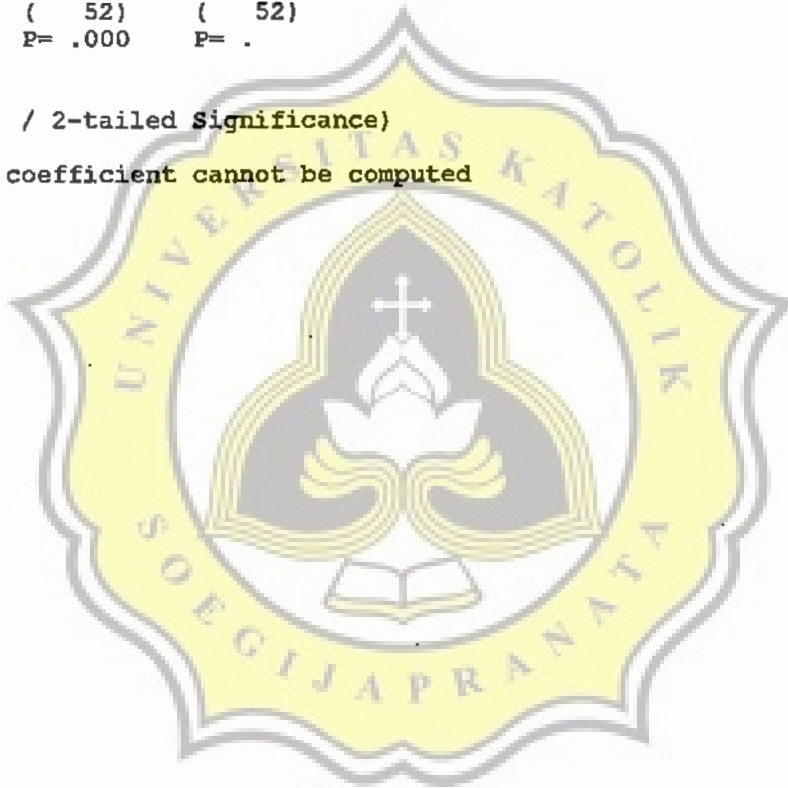 ( 52) ( 52)
P= .000 P= .
/ 2-tailed Significance)
coefficient cannot be computed
UNIVERSITAS KATOLIK
SOEGIJAPRANATA